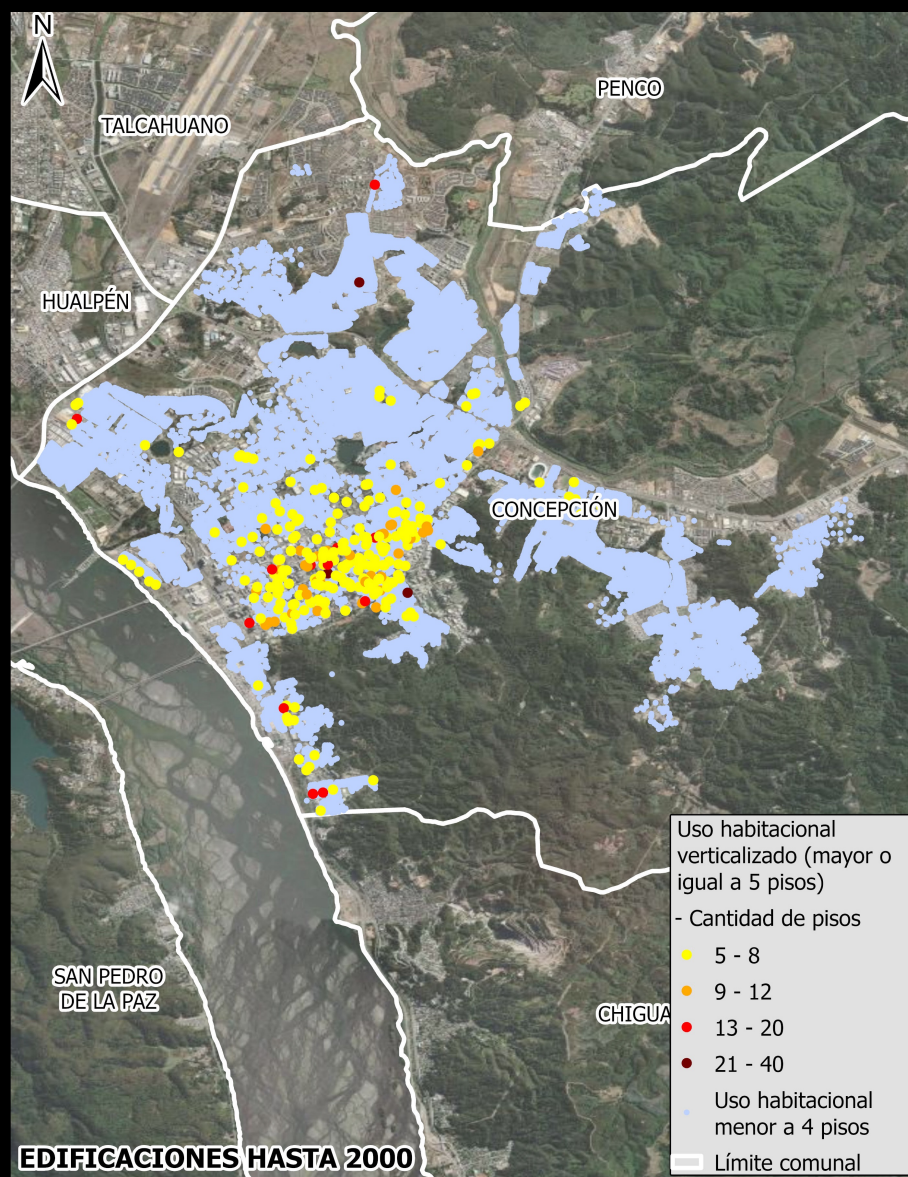 N
PENCO
TALCAHUANO
HUALPÉN
CONCEPCIÓN
SAN PEDRO
DE LA PAZ
CHIGUA
Uso habitacional
verticalizado (mayor o
igual a 5 pisos)
- Cantidad de pisos
5 - 8
9 - 12
13 - 20
21 - 40
Uso habitacional
menor a 4 pisos
Límite comunal
EDIFICACIONES HASTA 2000